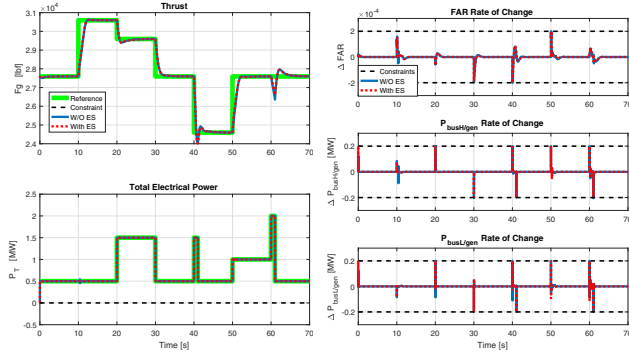 Thrust
×10⁴
3.1
3
2.9
2.8
2.7
2.6
2.5
2.4
Fg [lbf]
Reference
Constraint
W/O ES
With ES
0 10 20 30 40 50 60 70
Total Electrical Power
2.5
2
1.5
1
0.5
0
-0.5
P_T [MW]
0 10 20 30 40 50 60 70
Time [s]
FAR Rate of Change
×10⁻⁴
2
0
-2
Δ FAR
Constraints
W/O ES
With ES
0 10 20 30 40 50 60 70
P_busH/gen Rate of Change
0.2
0
-0.2
Δ P_busH/gen [MW]
0 10 20 30 40 50 60 70
P_busL/gen Rate of Change
0.2
0
-0.2
Δ P_busL/gen [MW]
0 10 20 30 40 50 60 70
Time [s]